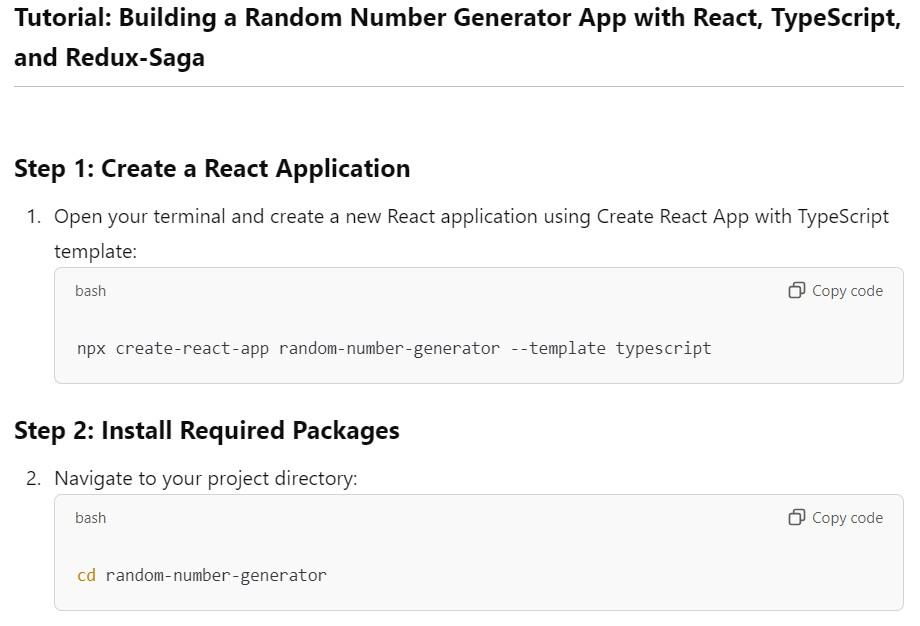 Tutorial: Building a Random Number Generator App with React, TypeScript,
and Redux-Saga
Step 1: Create a React Application
1. Open your terminal and create a new React application using Create React App with TypeScript
template:
bash Copy code
npx create-react-app random-number-generator --template typescript
Step 2: Install Required Packages
2. Navigate to your project directory:
bash Copy code
cd random-number-generator